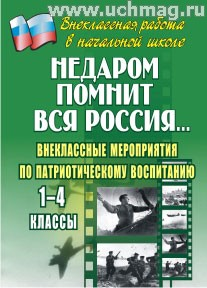 www.uchmag.ru
Внеклассная работа
в начальной школе
НЕДАРОМ
ПОМНИТ
ВСЯ РОССИЯ...
ВНЕКЛАССНЫЕ МЕРОПРИЯТИЯ
ПО ПАТРИОТИЧЕСКОМУ ВОСПИТАНИЮ
1–4
КЛАССЫ